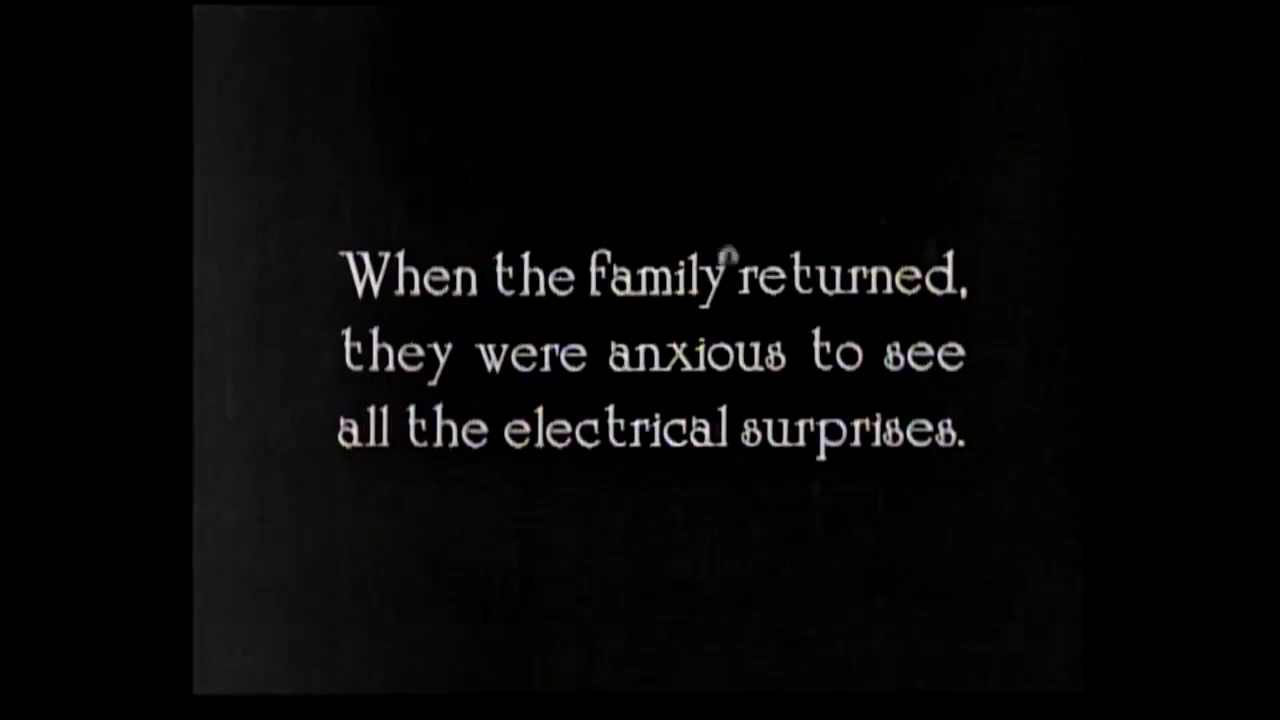 When the family returned,
they were anxious to see
all the electrical surprises.